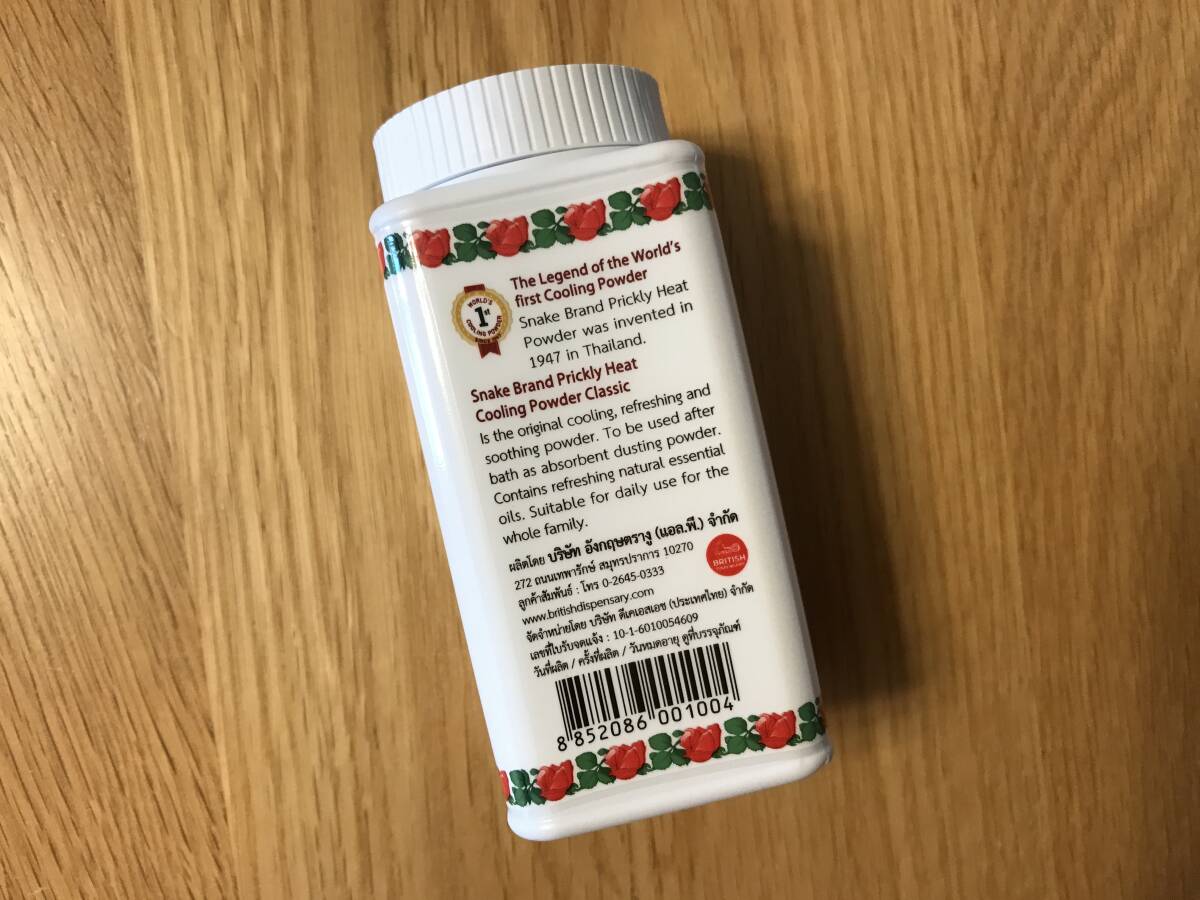 The Legend of the World's
first Cooling Powder
WORLD'S
1st
COOLING POWDER
SINCE 1947
Snake Brand Prickly Heat
Powder was invented in
1947 in Thailand.
Snake Brand Prickly Heat
Cooling Powder Classic
Is the original cooling, refreshing and
soothing powder. To be used after
bath as absorbent dusting powder.
Contains refreshing natural essential
oils. Suitable for daily use for the
whole family.
ผลิตโดย บริษัท อังกฤษตรางู (แอล.พี.) จำกัด
272 ถนนเทพารักษ์ สมุทรปราการ 10270
ลูกค้าสัมพันธ์ : โทร 0-2645-0333
www.britishdispensary.com
BRITISH
จัดจำหน่ายโดย บริษัท ดีเคเอสเอช (ประเทศไทย) จำกัด
เลขที่ใบรับจดแจ้ง : 10-1-6010054609
วันที่ผลิต / ครั้งที่ผลิต / วันหมดอายุ ดูที่บรรจุภัณฑ์
8 852086 001004